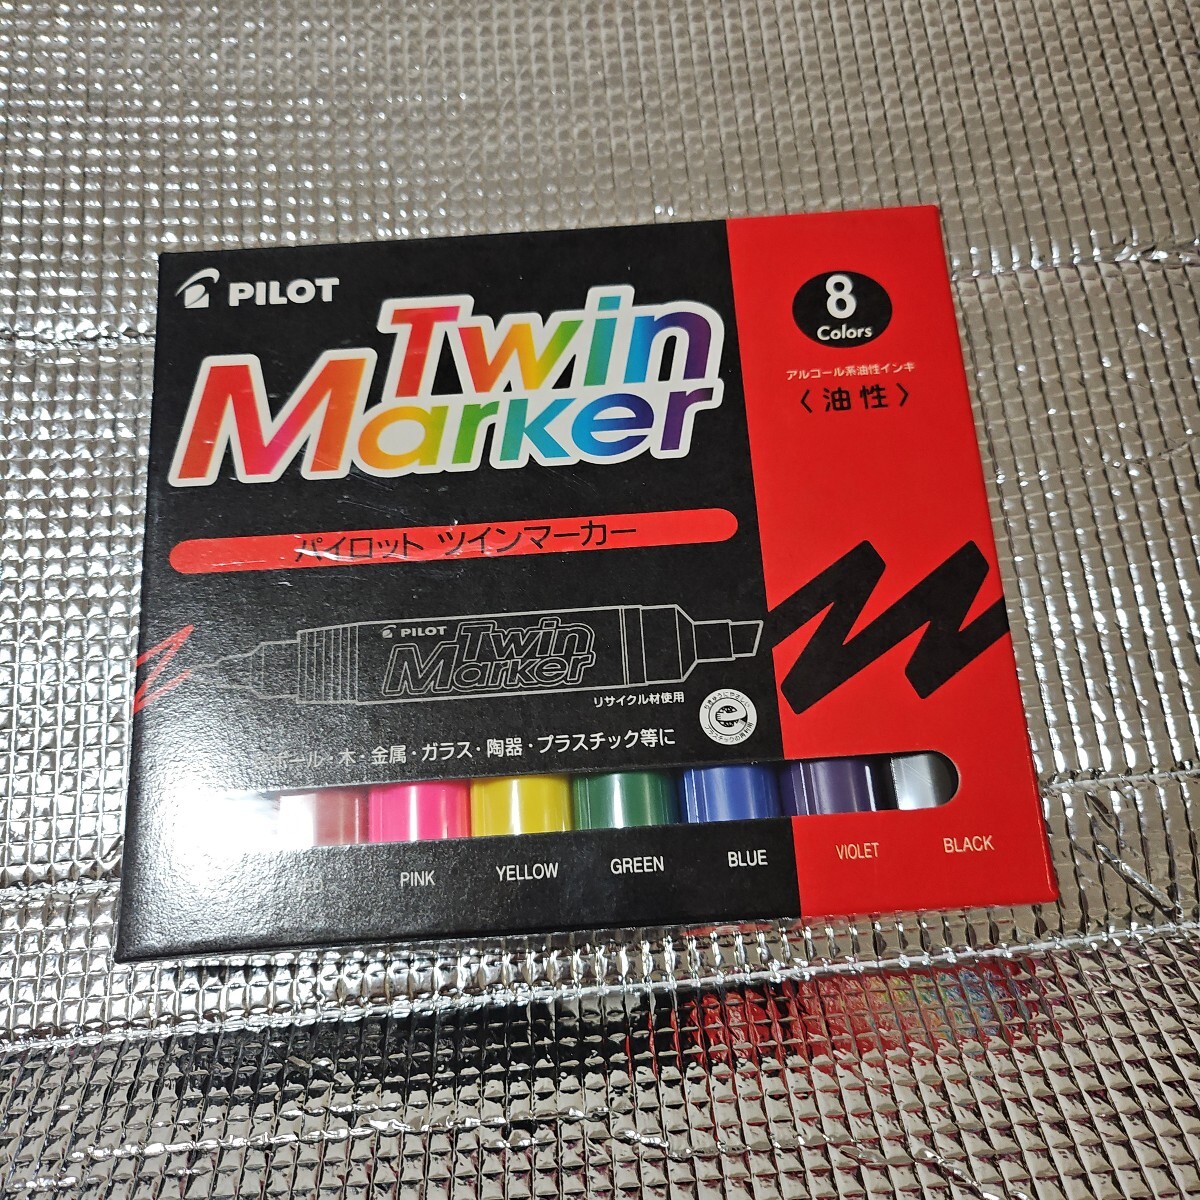 PILOT
Twin
Marker
8
Colors
アルコール系油性インキ
〈油性〉
パイロット ツインマーカー
PILOT Twin
Marker
リサイクル材使用
ール・木・金属・ガラス・陶器・プラスチック等に
PINK YELLOW GREEN BLUE VIOLET BLACK